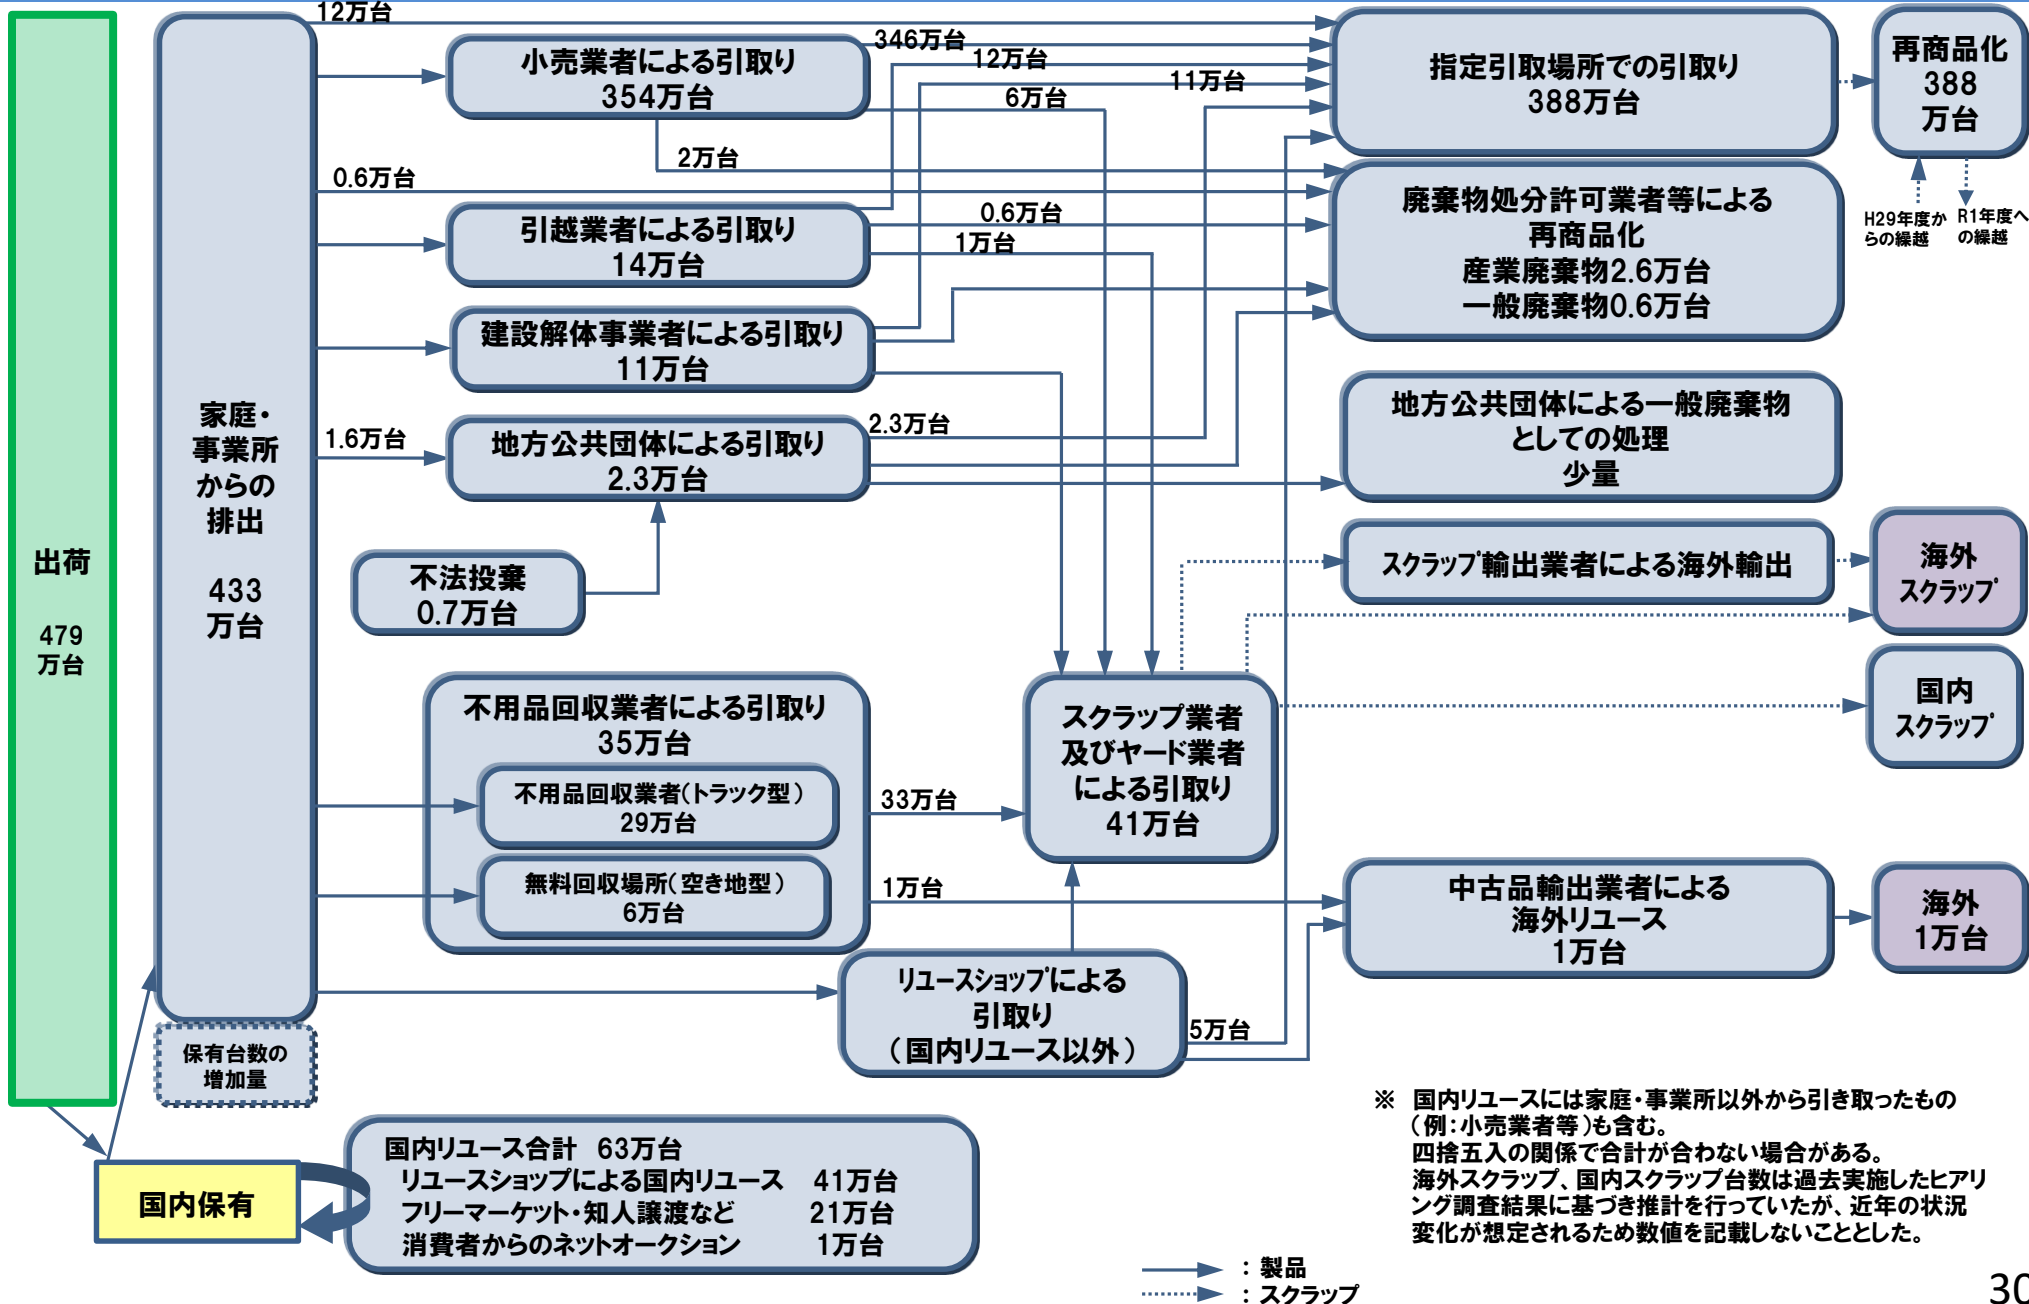 出荷
479
万台
家庭・
事業所
からの
排出
433
万台
保有台数の
増加量
国内保有
12万台
小売業者による引取り
354万台
346万台
12万台
11万台
6万台
2万台
0.6万台
引越業者による引取り
14万台
0.6万台
1万台
建設解体事業者による引取り
11万台
1.6万台
地方公共団体による引取り
2.3万台
2.3万台
不法投棄
0.7万台
不用品回収業者による引取り
35万台
不用品回収業者(トラック型)
29万台
無料回収場所(空き地型)
6万台
33万台
1万台
リユースショップによる
引取り
(国内リユース以外)
5万台
スクラップ業者
及びヤード業者
による引取り
41万台
指定引取場所での引取り
388万台
再商品化
388
万台
H29年度か
らの繰越
R1年度へ
の繰越
廃棄物処分許可業者等による
再商品化
産業廃棄物2.6万台
一般廃棄物0.6万台
地方公共団体による一般廃棄物
としての処理
少量
スクラップ輸出業者による海外輸出
海外
スクラップ
国内
スクラップ
中古品輸出業者による
海外リユース
1万台
海外
1万台
国内リユース合計 63万台
リユースショップによる国内リユース 41万台
フリーマーケット・知人譲渡など 21万台
消費者からのネットオークション 1万台
※ 国内リユースには家庭・事業所以外から引き取ったもの
(例:小売業者等)も含む。
四捨五入の関係で合計が合わない場合がある。
海外スクラップ、国内スクラップ台数は過去実施したヒアリ
ング調査結果に基づき推計を行っていたが、近年の状況
変化が想定されるため数値を記載しないこととした。
:製品
:スクラップ
30